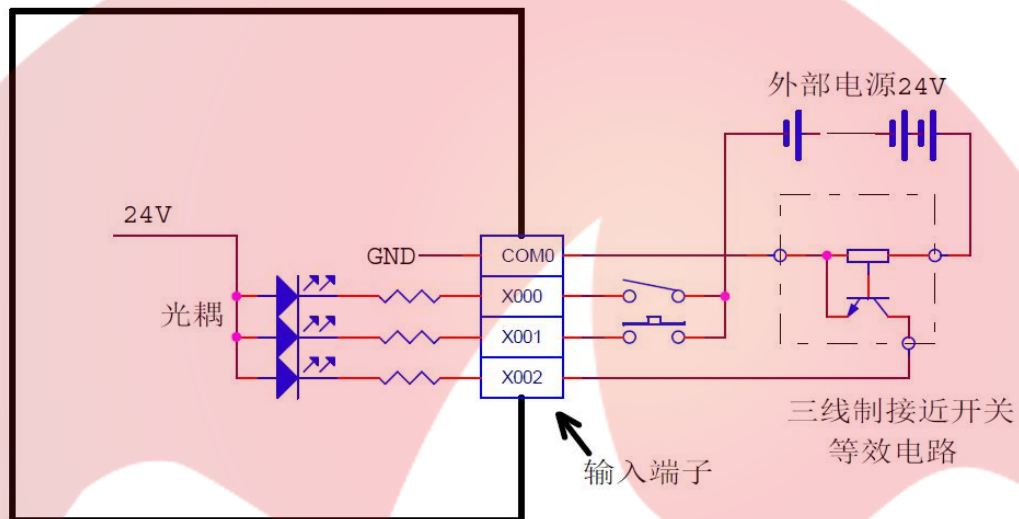 外部电源24V
24V
GND
COM0
X000
光耦
X001
X002
三线制接近开关
等效电路
输入端子